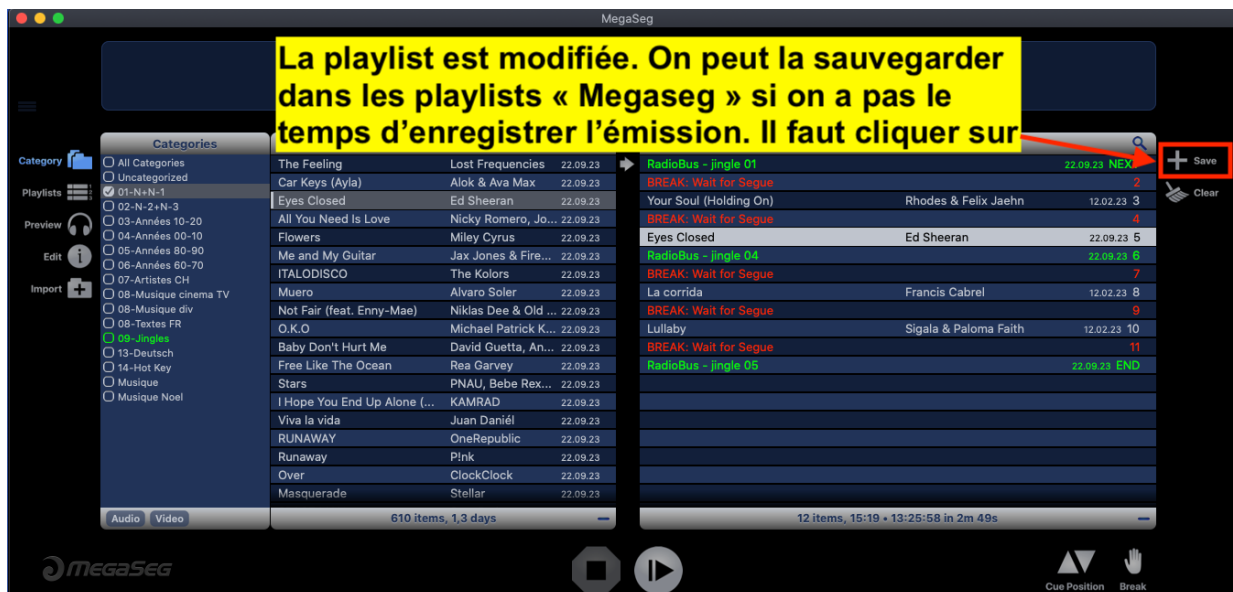 MegaSeg
La playlist est modifiée. On peut la sauvegarder
dans les playlists « Megaseg » si on a pas le
temps d’enregistrer l’émission. Il faut cliquer sur
Category
Playlists
Preview
Edit
Import
Categories
All Categories
Uncategorized
01-N+N-1
02-N-2+N-3
03-Années 10-20
04-Années 00-10
05-Années 80-90
06-Années 60-70
07-Artistes CH
08-Musique cinema TV
08-Musique div
08-Textes FR
09-Jingles
13-Deutsch
14-Hot Key
Musique
Musique Noel
Audio Video
The Feeling Lost Frequencies 22.09.23
Car Keys (Ayla) Alok & Ava Max 22.09.23
Eyes Closed Ed Sheeran 22.09.23
All You Need Is Love Nicky Romero, Jo... 22.09.23
Flowers Miley Cyrus 22.09.23
Me and My Guitar Jax Jones & Fire... 22.09.23
ITALODISCO The Kolors 22.09.23
Muero Alvaro Soler 22.09.23
Not Fair (feat. Enny-Mae) Niklas Dee & Old ... 22.09.23
O.K.O Michael Patrick K... 22.09.23
Baby Don't Hurt Me David Guetta, An... 22.09.23
Free Like The Ocean Rea Garvey 22.09.23
Stars PNAU, Bebe Rex... 22.09.23
I Hope You End Up Alone (... KAMRAD 22.09.23
Viva la vida Juan Daniél 22.09.23
RUNAWAY OneRepublic 22.09.23
Runaway P!nk 22.09.23
Over ClockClock 22.09.23
Masquerade Stellar 22.09.23
610 items, 1,3 days
RadioBus - jingle 01 22.09.23
BREAK: Wait for Segue 2
Your Soul (Holding On) Rhodes & Felix Jaehn 12.02.23 3
BREAK: Wait for Segue 4
Eyes Closed Ed Sheeran 22.09.23 5
RadioBus - jingle 04 22.09.23 6
BREAK: Wait for Segue 7
La corrida Francis Cabrel 12.02.23 8
BREAK: Wait for Segue 9
Lullaby Sigala & Paloma Faith 12.02.23 10
BREAK: Wait for Segue 11
RadioBus - jingle 05 22.09.23 END
12 items, 15:19 • 13:25:58 in 2m 49s
Save
Clear
MEGASEG
Cue Position Break